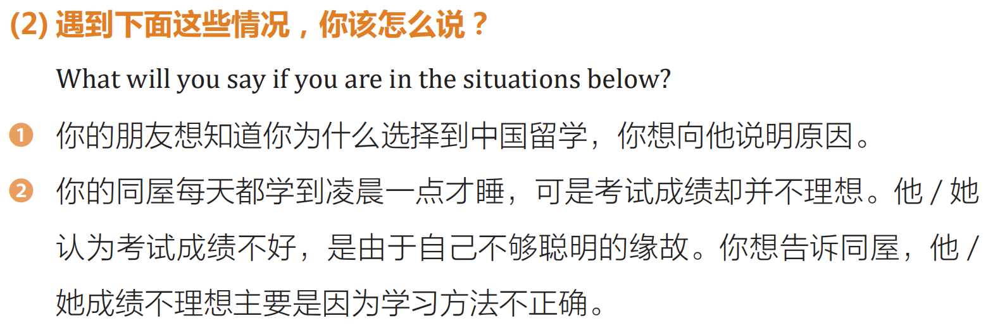 (2) 遇到下面这些情况，你该怎么说？
What will you say if you are in the situations below?
1 你的朋友想知道你为什么选择到中国留学，你想向他说明原因。
2 你的同屋每天都学到凌晨一点才睡，可是考试成绩却并不理想。他 / 她
认为考试成绩不好，是由于自己不够聪明的缘故。你想告诉同屋，他 /
她成绩不理想主要是因为学习方法不正确。